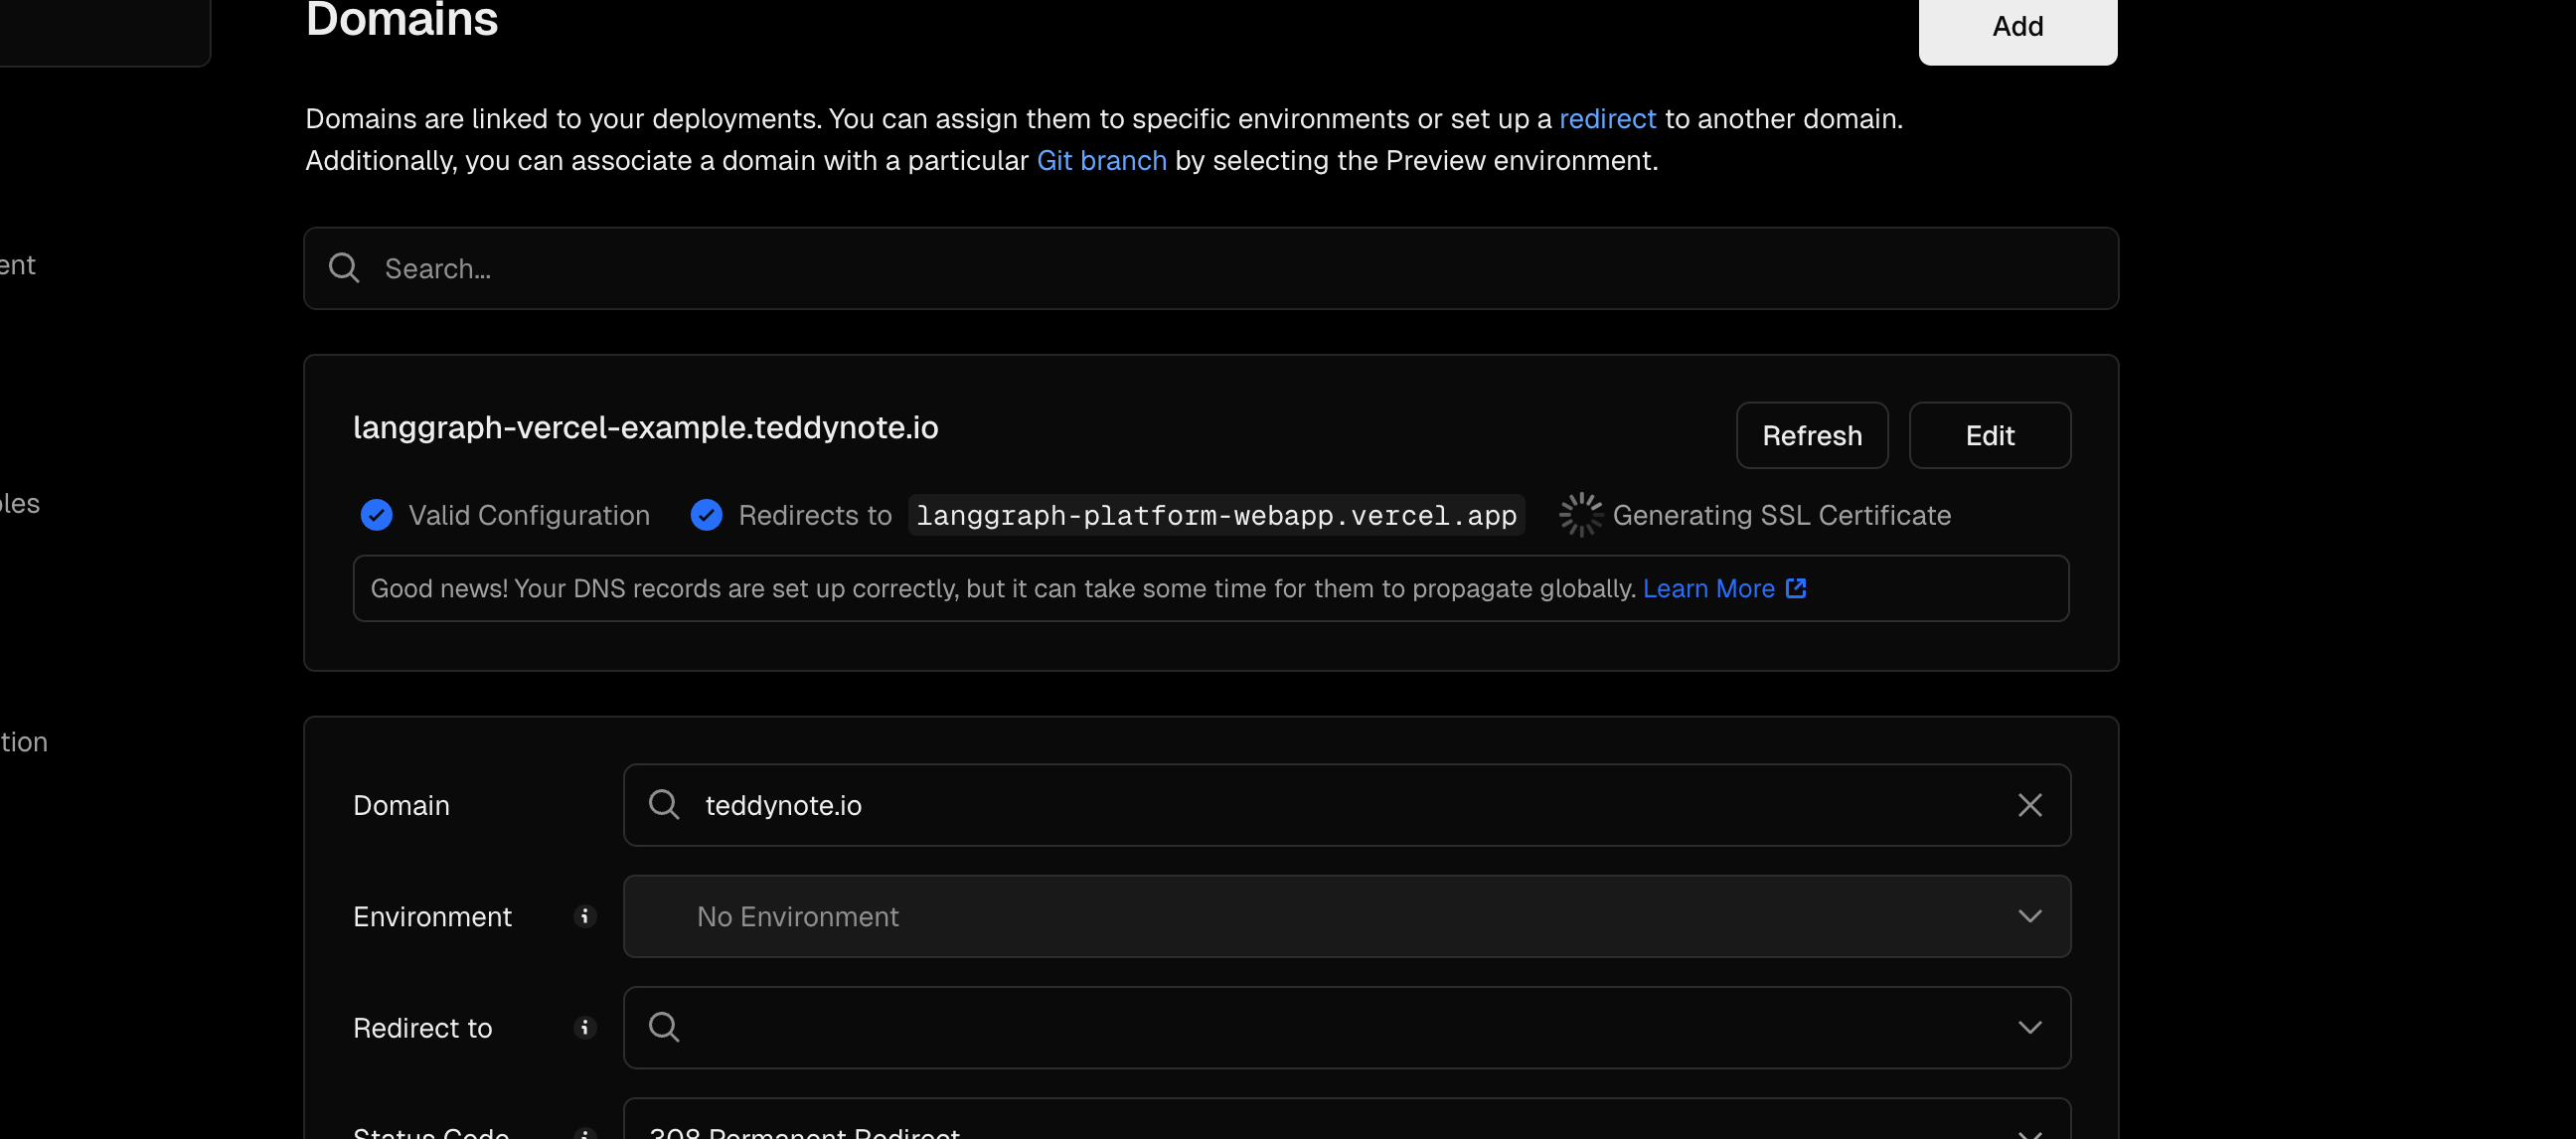 Domains
Add
Domains are linked to your deployments. You can assign them to specific environments or set up a redirect to another domain.
Additionally, you can associate a domain with a particular Git branch by selecting the Preview environment.
ent
Search...
langgraph-vercel-example.teddynote.io
Refresh
Edit
Valid Configuration
Redirects to langgraph-platform-webapp.vercel.app
Generating SSL Certificate
les
Good news! Your DNS records are set up correctly, but it can take some time for them to propagate globally. Learn More
tion
Domain
teddynote.io
Environment
No Environment
Redirect to
Status Code
308 Permanent Redirect